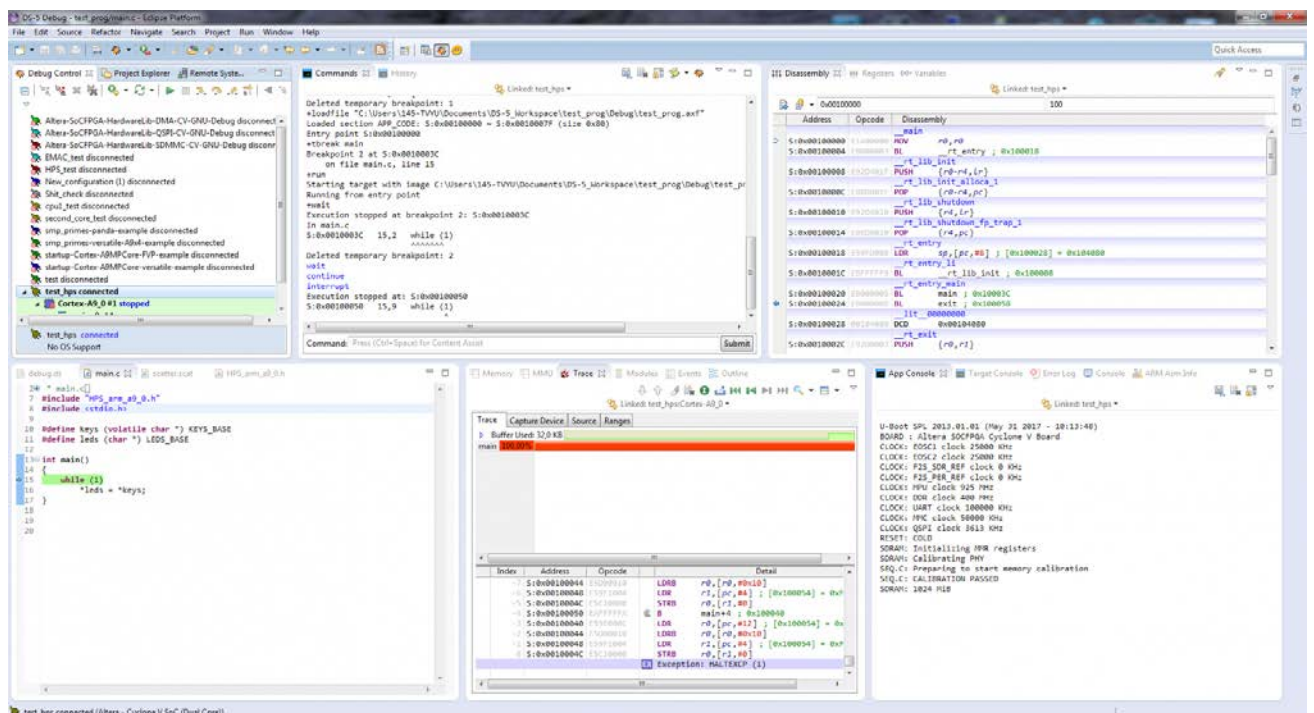 DS-5 Debug - test_prog/main.c - Eclipse Platform
File Edit Source Refactor Navigate Search Project Run Window Help
Quick Access
Debug Control Project Explorer Remote Syste...
Altera-SoCFPGA-HardwareLib-DMA-CV-GNU-Debug disconnect
Altera-SoCFPGA-HardwareLib-QSPI-CV-GNU-Debug disconnect
Altera-SoCFPGA-HardwareLib-SDMMC-CV-GNU-Debug disconn
EMAC_test disconnected
HPS_test disconnected
New_configuration (1) disconnected
Shit_check disconnected
cpu1_test disconnected
second_core_test disconnected
smp_primes-panda-example disconnected
smp_primes-versatile-A9x4-example disconnected
startup-Cortex-A9MPCore-FVP-example disconnected
startup-Cortex-A9MPCore-versatile-example disconnected
test disconnected
test_hps connected
Cortex-A9_0 #1 stopped
test_hps connected
No OS Support
Commands History
Linked: test_hps
Deleted temporary breakpoint: 1
+loadfile "C:\Users\145-TVYU\Documents\DS-5_Workspace\test_prog\Debug\test_prog.axf"
Loaded section APP_CODE: S:0x00100000 ~ S:0x0010007F (size 0x80)
Entry point S:0x00100000
+tbreak main
Breakpoint 2 at S:0x0010003C
on file main.c, line 15
+run
Starting target with image C:\Users\145-TVYU\Documents\DS-5_Workspace\test_prog\Debug\test_pr
Running from entry point
+wait
Execution stopped at breakpoint 2: S:0x0010003C
In main.c
S:0x0010003C 15,2 while (1)
^^^^^^^
Deleted temporary breakpoint: 2
wait
continue
interrupt
Execution stopped at: S:0x00100050
S:0x00100050 15,9 while (1)
^
Command: Press (Ctrl+Space) for Content Assist Submit
Disassembly Registers Variables
Linked: test_hps
0x00100000 100
Address Opcode Disassembly
__main
S:0x00100000 MOV r0,r0
S:0x00100004 BL __rt_entry ; 0x100018
__rt_lib_init
S:0x00100008 PUSH {r0-r4,lr}
__rt_lib_init_alloca_1
S:0x0010000C POP {r0-r4,pc}
__rt_lib_shutdown
S:0x00100010 PUSH {r4,lr}
__rt_lib_shutdown_fp_trap_1
S:0x00100014 POP {r4,pc}
__rt_entry
S:0x00100018 LDR sp,[pc,#8] ; [0x100028] = 0x104080
__rt_entry_li
S:0x0010001C BL __rt_lib_init ; 0x100008
__rt_entry_main
S:0x00100020 BL main ; 0x10003C
S:0x00100024 BL exit ; 0x100058
__lit__00000000
S:0x00100028 DCD 0x00104080
__rt_exit
S:0x0010002C PUSH {r0,r1}
debug.ds main.c scatter.scat HPS_arm_a9_0.h
2 * main.c
7 #include "HPS_arm_a9_0.h"
8 #include <stdio.h>
9
10 #define keys (volatile char *) KEYS_BASE
11 #define leds (char *) LEDS_BASE
12
13 int main()
14 {
15 while (1)
16 *leds = *keys;
17 }
18
19
20
Memory MMU Trace Modules Events Outline
Linked: test_hps:Cortex-A9_0
Trace Capture Device Source Ranges
Buffer Used: 32,0 KB
main 100,00%
Index Address Opcode Detail
-7 S:0x00100044 LDRB r0,[r0,#0x10]
-6 S:0x00100048 LDR r1,[pc,#4] ; [0x100054] =
-5 S:0x0010004C STRB r0,[r1,#0]
S:0x00100050 B main+4 ; 0x100040
-3 S:0x00100040 LDR r0,[pc,#12] ; [0x100054] =
-2 S:0x00100044 LDRB r0,[r0,#0x10]
-1 S:0x00100048 LDR r1,[pc,#4] ; [0x100054] =
S:0x0010004C STRB r0,[r1,#0]
Exception: HALTEXCP (1)
App Console Target Console Error Log Console ARM Asm Info
Linked: test_hps
U-Boot SPL 2013.01.01 (May 31 2017 - 10:13:40)
BOARD : Altera SOCFPGA Cyclone V Board
CLOCK: EOSC1 clock 25000 KHz
CLOCK: EOSC2 clock 25000 KHz
CLOCK: F2S_SDR_REF clock 0 KHz
CLOCK: F2S_PER_REF clock 0 KHz
CLOCK: MPU clock 925 MHz
CLOCK: DDR clock 400 MHz
CLOCK: UART clock 100000 KHz
CLOCK: MMC clock 50000 KHz
CLOCK: QSPI clock 3613 KHz
RESET: COLD
SDRAM: Initializing MMR registers
SDRAM: Calibrating PHY
SEQ.C: Preparing to start memory calibration
SEQ.C: CALIBRATION PASSED
SDRAM: 1024 MiB
test_hps connected (Altera - Cyclone V SoC (Dual Core))